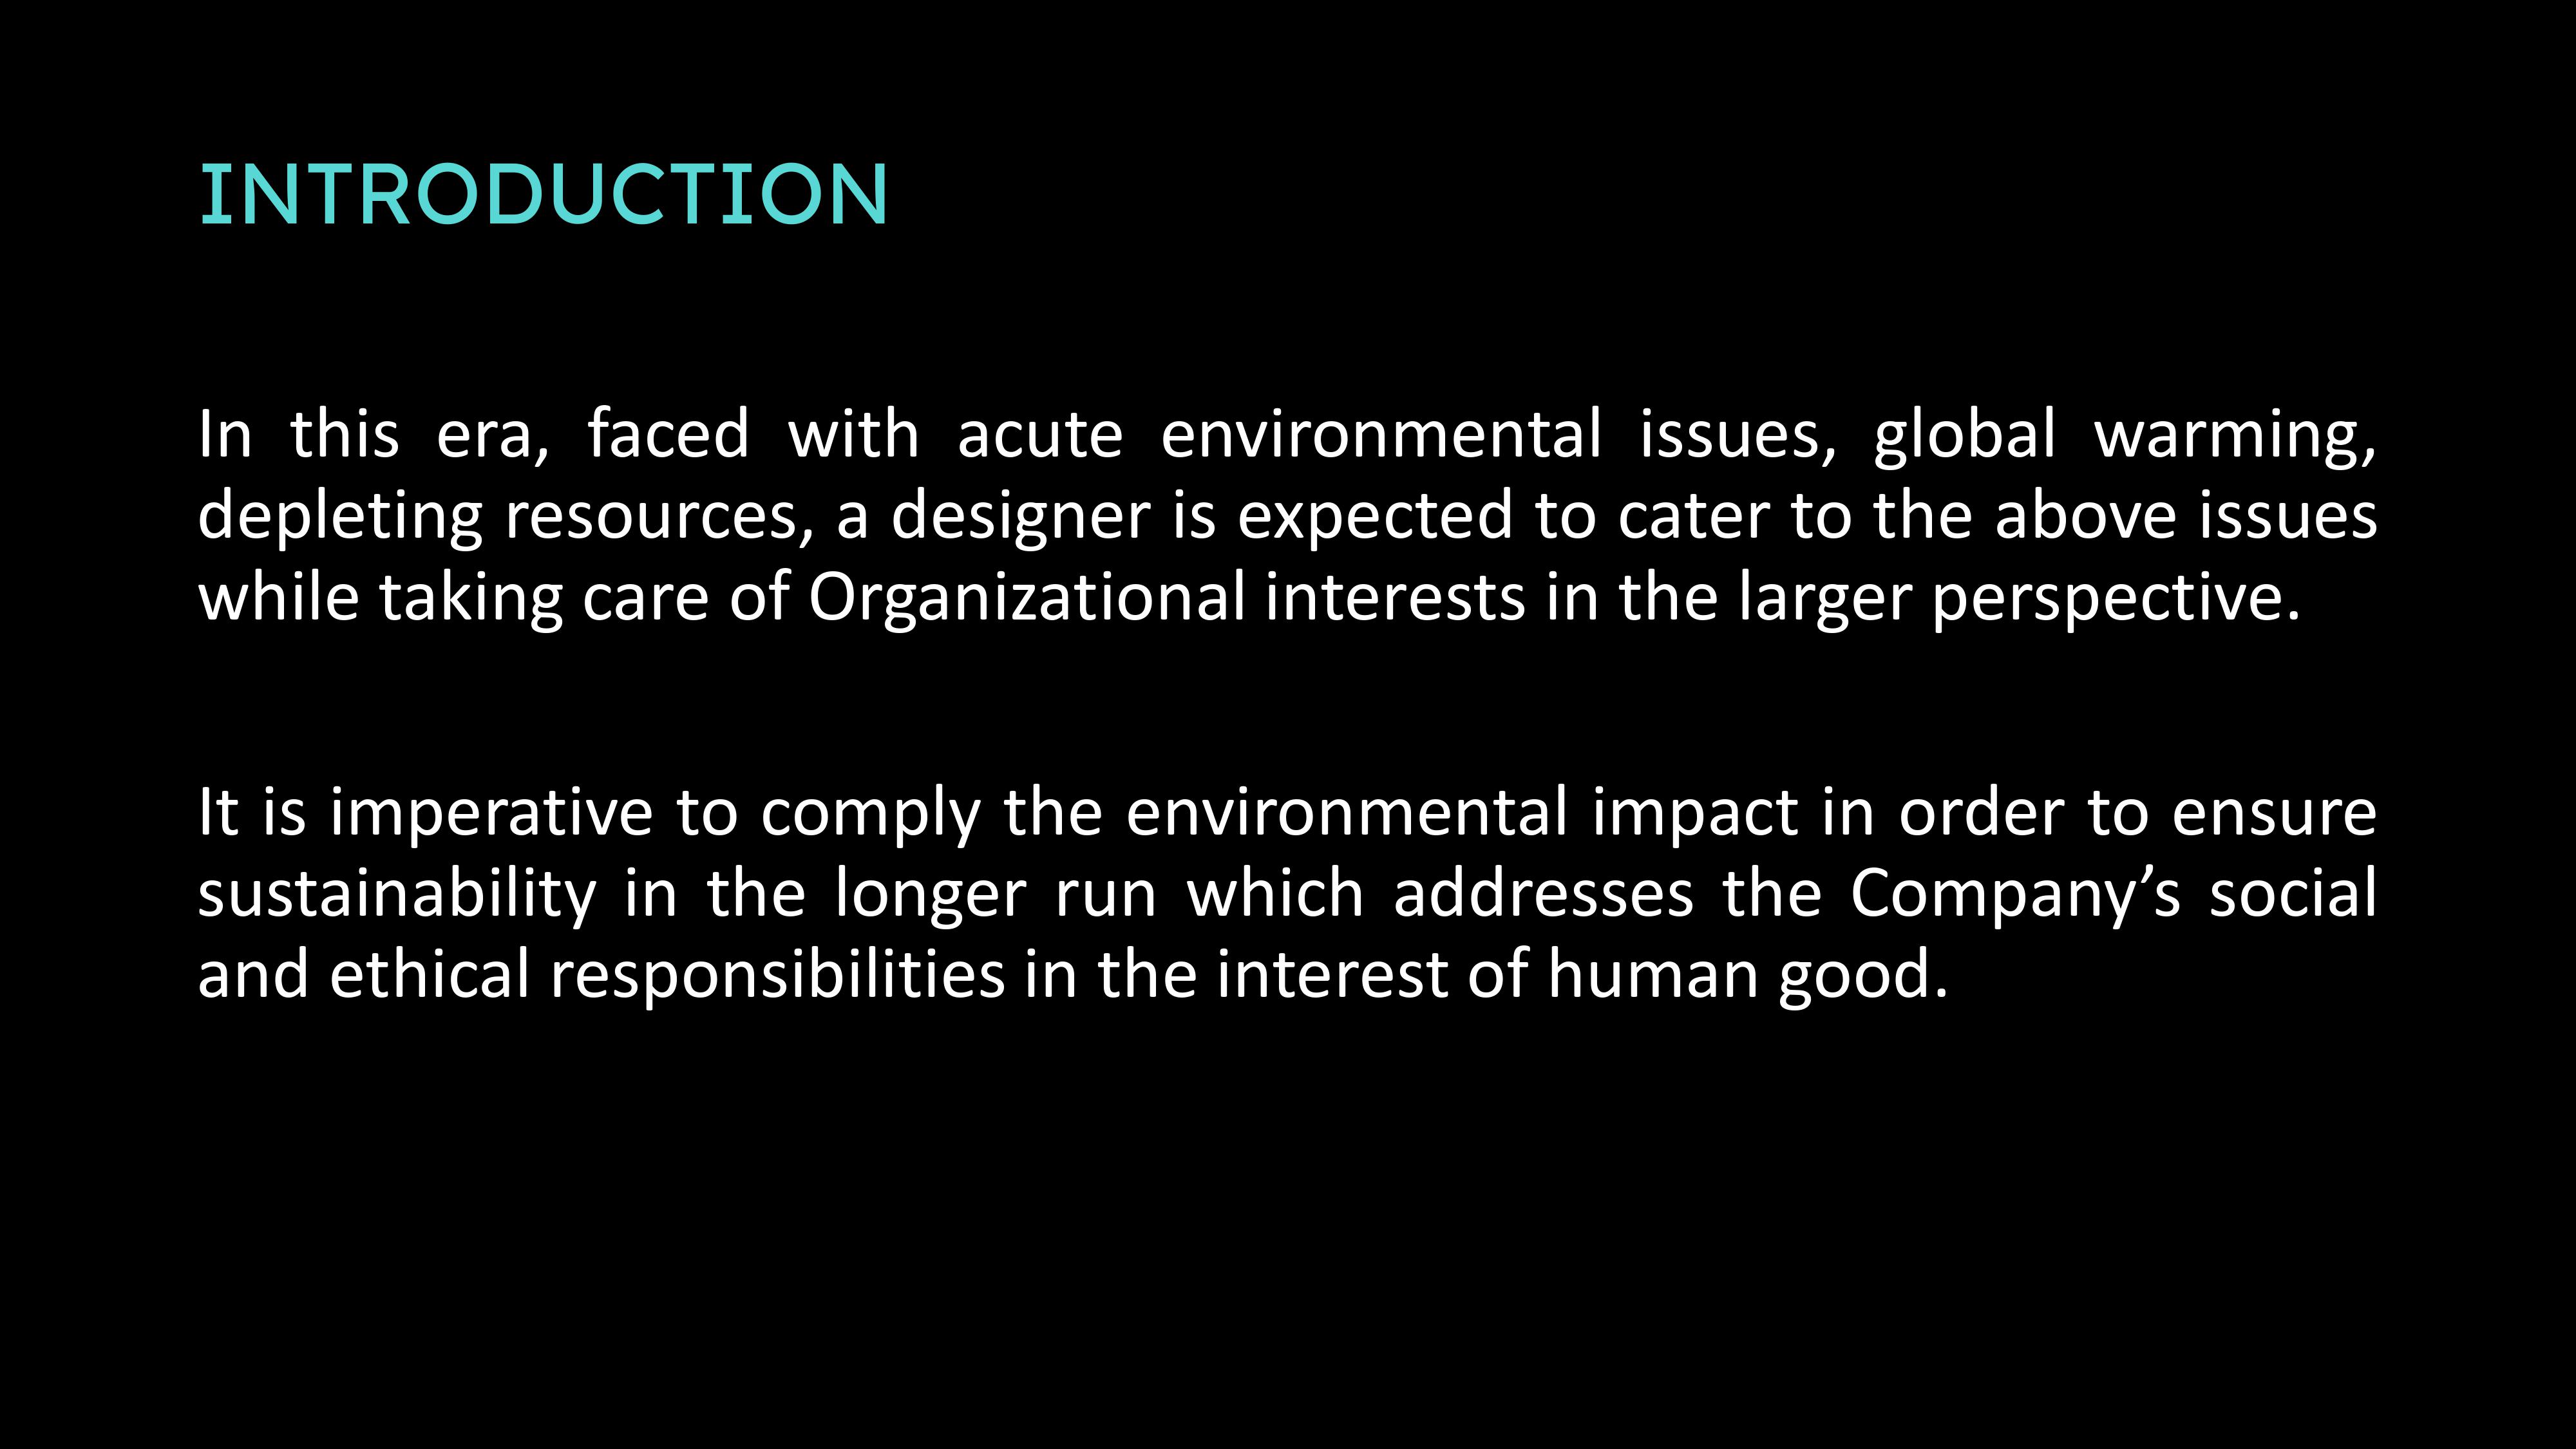 INTRODUCTION
In this era, faced with acute environmental issues, global warming,
depleting resources, a designer is expected to cater to the above issues
while taking care of Organizational interests in the larger perspective.
It is imperative to comply the environmental impact in order to ensure
sustainability in the longer run which addresses the Company’s social
and ethical responsibilities in the interest of human good.